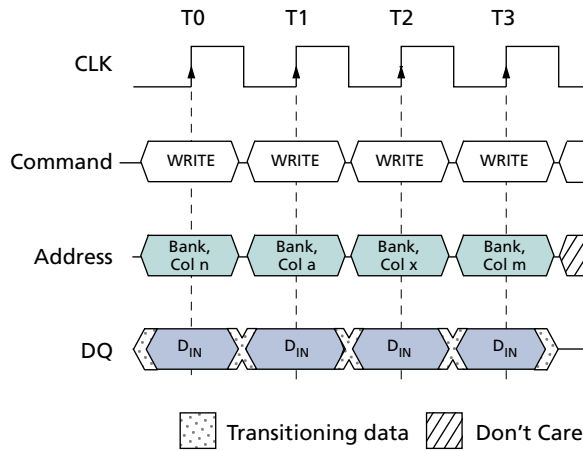 T0 T1 T2 T3
CLK
Command WRITE WRITE WRITE WRITE
Address Bank, Col n Bank, Col a Bank, Col x Bank, Col m
DQ DIN DIN DIN DIN
Transitioning data Don't Care